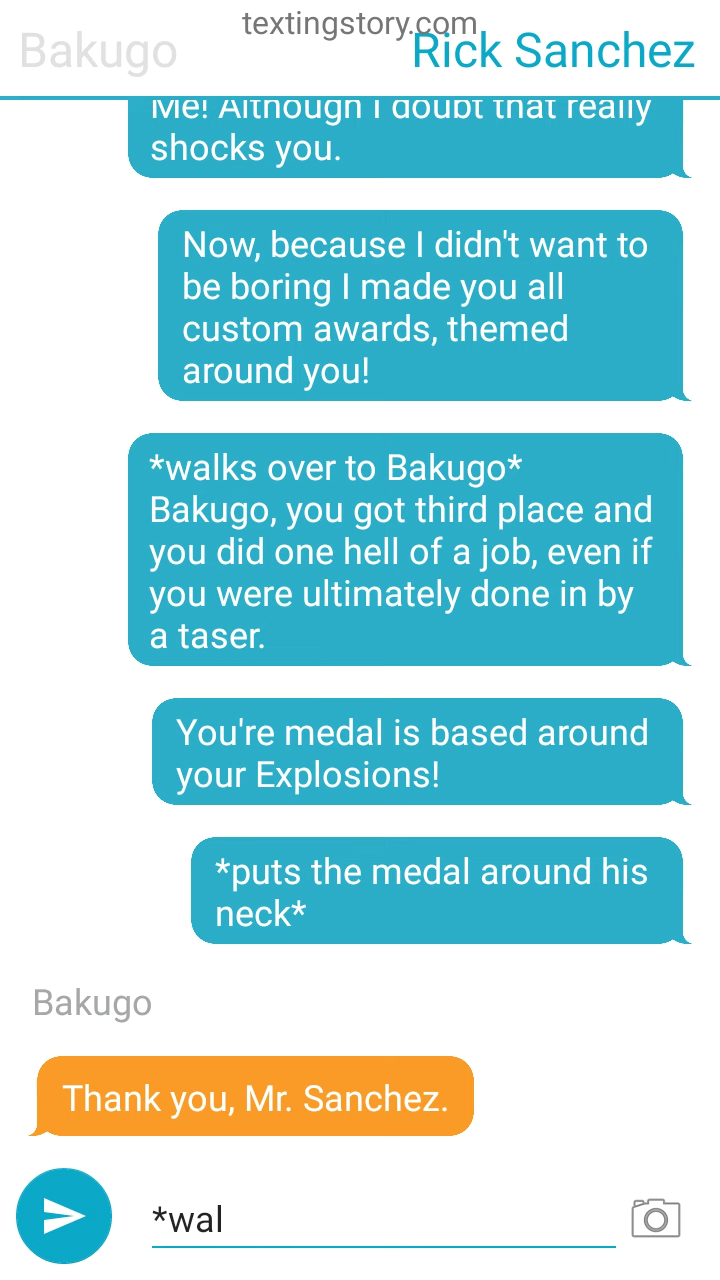 textingstory.com
Bakugo
Rick Sanchez
Me! Although I doubt that really
shocks you.
Now, because I didn't want to
be boring I made you all
custom awards, themed
around you!
*walks over to Bakugo*
Bakugo, you got third place and
you did one hell of a job, even if
you were ultimately done in by
a taser.
You're medal is based around
your Explosions!
*puts the medal around his
neck*
Bakugo
Thank you, Mr. Sanchez.
*wal